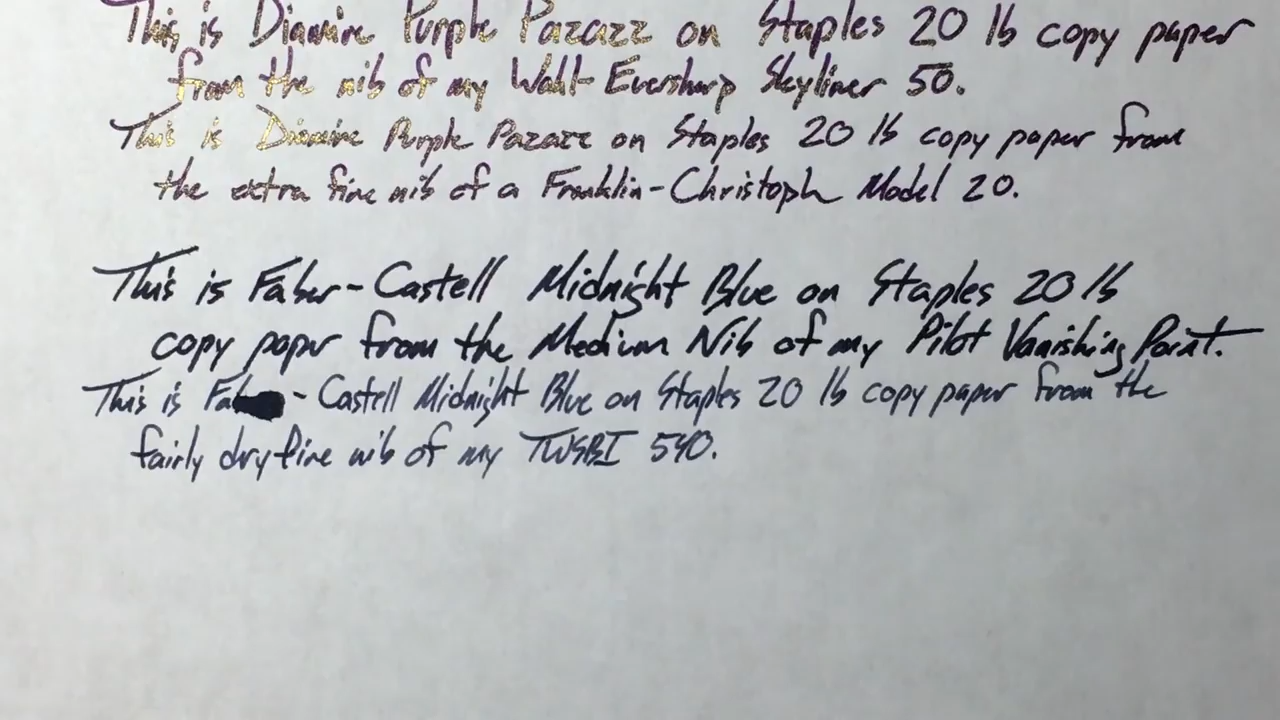 This is Diamine Purple Pazazz on Staples 20 lb copy paper
from the nib of my Wahl-Eversharp Skyliner 50.
This is Diamine Purple Pazazz on Staples 20 lb copy paper from
the extra fine nib of a Franklin-Christoph Model 20.
This is Faber-Castell Midnight Blue on Staples 20 lb
copy paper from the Medium Nib of my Pilot Vanishing Point.
This is Fab - Castell Midnight Blue on Staples 20 lb copy paper from the
fairly dry fine nib of my TWSBI 540.